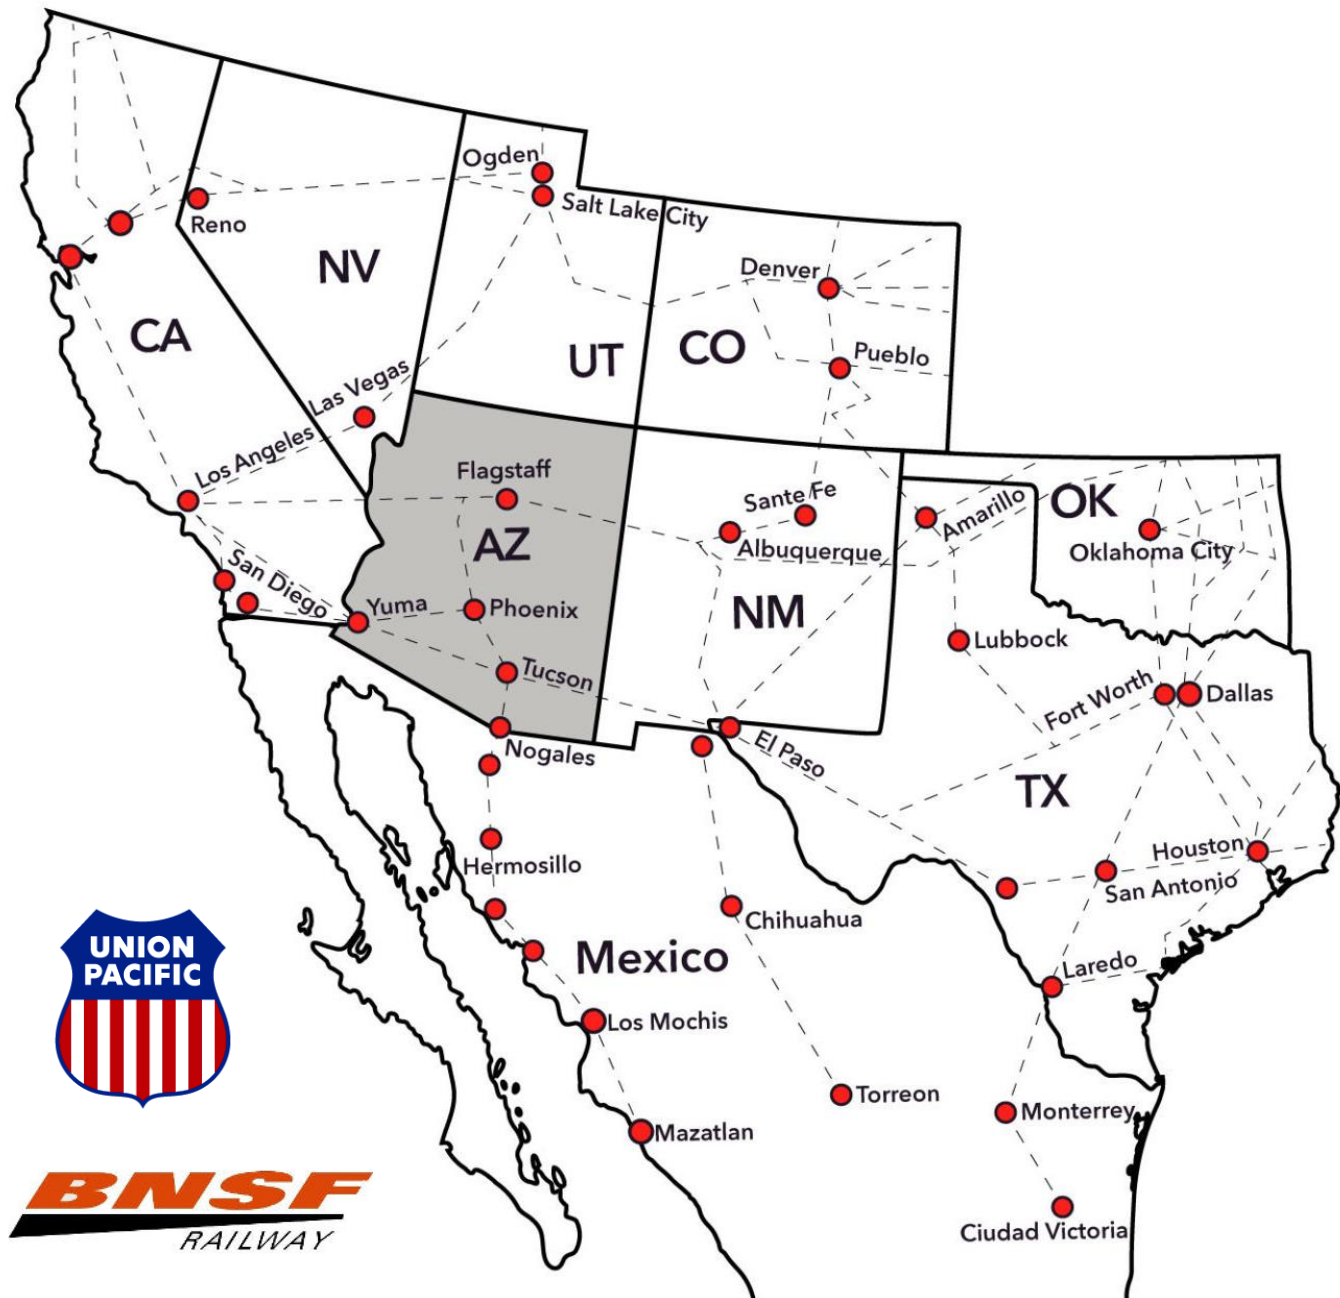 Ogden
Salt Lake City
Reno
NV
Denver
CA
UT
CO
Pueblo
Las Vegas
Los Angeles
Flagstaff
Sante Fe
Amarillo
OK
AZ
Albuquerque
Oklahoma City
San Diego
Yuma
Phoenix
NM
Lubbock
Tucson
Fort Worth
Dallas
Nogales
El Paso
TX
Hermosillo
Houston
San Antonio
Chihuahua
UNION
PACIFIC
Mexico
Laredo
Los Mochis
Torreon
Monterrey
Mazatlan
BNSF
RAILWAY
Ciudad Victoria